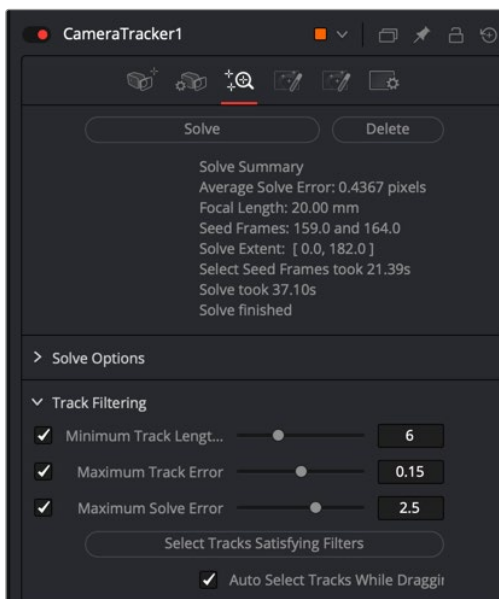 CameraTracker1
Solve
Delete
Solve Summary
Average Solve Error: 0.4367 pixels
Focal Length: 20.00 mm
Seed Frames: 159.0 and 164.0
Solve Extent: [ 0.0, 182.0 ]
Select Seed Frames took 21.39s
Solve took 37.10s
Solve finished
Solve Options
Track Filtering
Minimum Track Lengt... 6
Maximum Track Error 0.15
Maximum Solve Error 2.5
Select Tracks Satisfying Filters
Auto Select Tracks While Draggir